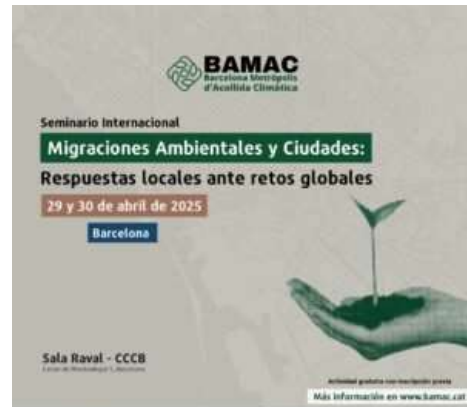 BAMAC
Barcelona Metròpolis
d'Acollida Climàtica
Seminario Internacional
Migraciones Ambientales y Ciudades:
Respuestas locales ante retos globales
29 y 30 de abril de 2025
Barcelona
Sala Raval - CCCB
Actividad gratuita con inscripción previa
Más información en www.bamac.cat